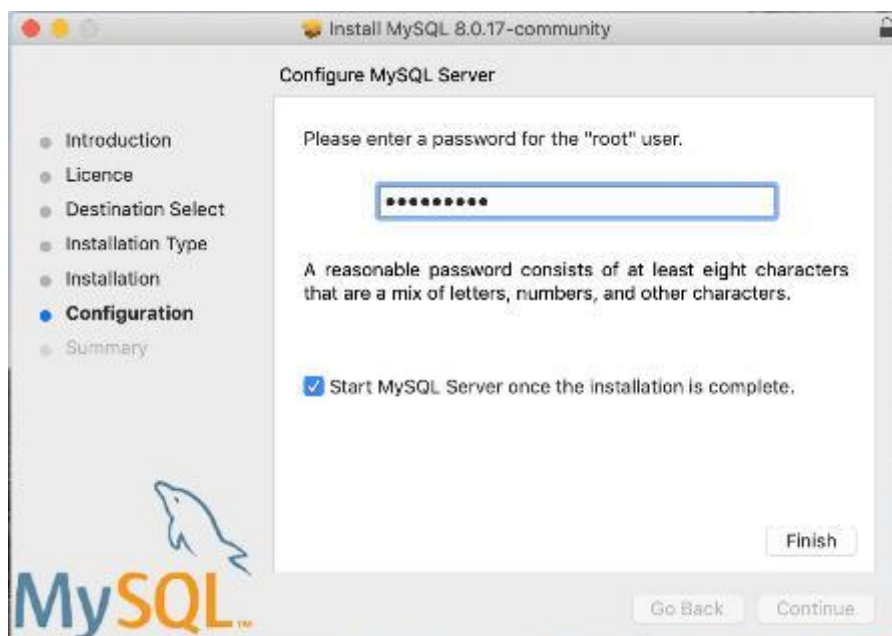 Install MySQL 8.0.17-community
Configure MySQL Server
Introduction
Licence
Destination Select
Installation Type
Installation
Configuration
Summary
Please enter a password for the "root" user.
•••••••••
A reasonable password consists of at least eight characters
that are a mix of letters, numbers, and other characters.
Start MySQL Server once the installation is complete.
Finish
MySQL™
Go Back
Continue